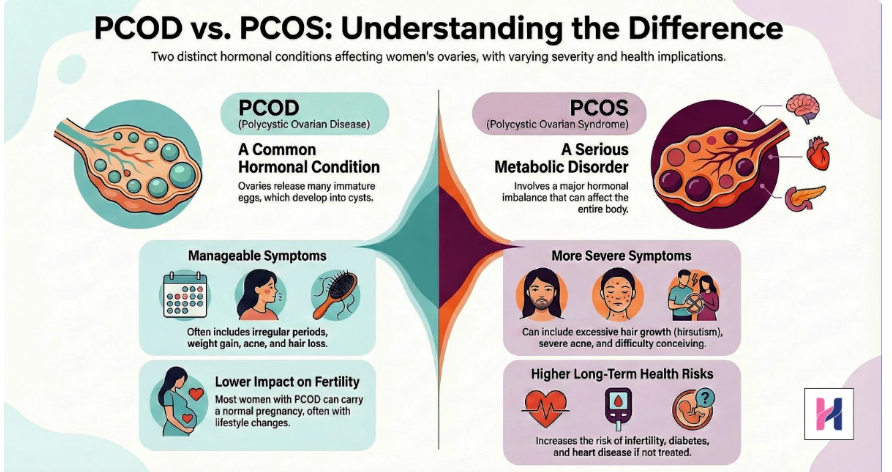 PCOD vs. PCOS: Understanding the Difference
Two distinct hormonal conditions affecting women's ovaries, with varying severity and health implications.
PCOD
(Polycystic Ovarian Disease)
A Common
Hormonal Condition
Ovaries release many immature
eggs, which develop into cysts.
Manageable Symptoms
Often includes irregular periods,
weight gain, acne, and hair loss.
Lower Impact on Fertility
Most women with PCOD can carry
a normal pregnancy, often with
lifestyle changes.
PCOS
(Polycystic Ovarian Syndrome)
A Serious
Metabolic Disorder
Involves a major hormonal
imbalance that can affect the
entire body.
More Severe Symptoms
Can include excessive hair growth (hirsutism),
severe acne, and difficulty conceiving.
Higher Long-Term Health Risks
?
Increases the risk of infertility, diabetes,
and heart disease if not treated.
H